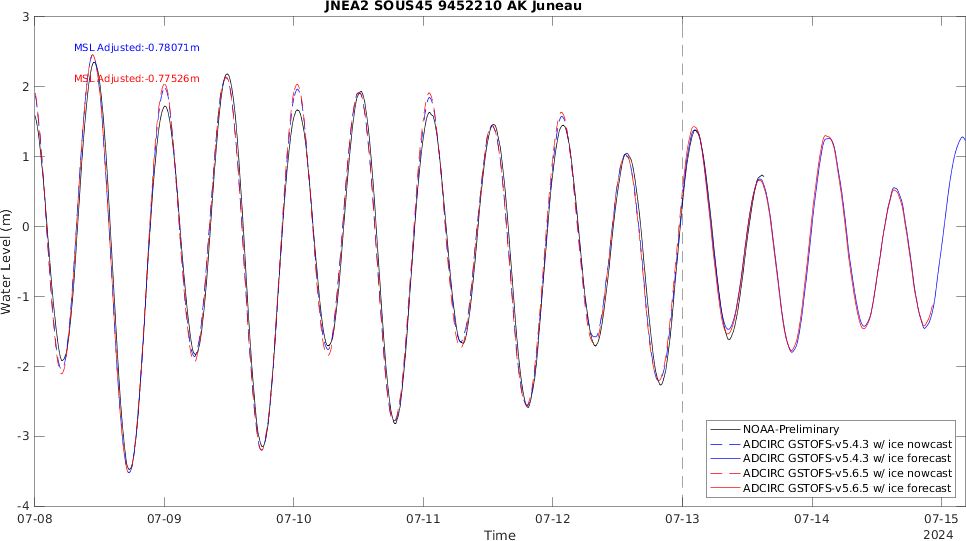 JNEA2 SOUS45 9452210 AK Juneau
MSL Adjusted:-0.78071m
MSL Adjusted:-0.77526m
3
2
1
0
-1
-2
-3
-4
Water Level (m)
07-08 07-09 07-10 07-11 07-12 07-13 07-14 07-15
Time
2024
NOAA-Preliminary
ADCIRC GSTOFS-v5.4.3 w/ ice nowcast
ADCIRC GSTOFS-v5.4.3 w/ ice forecast
ADCIRC GSTOFS-v5.6.5 w/ ice nowcast
ADCIRC GSTOFS-v5.6.5 w/ ice forecast